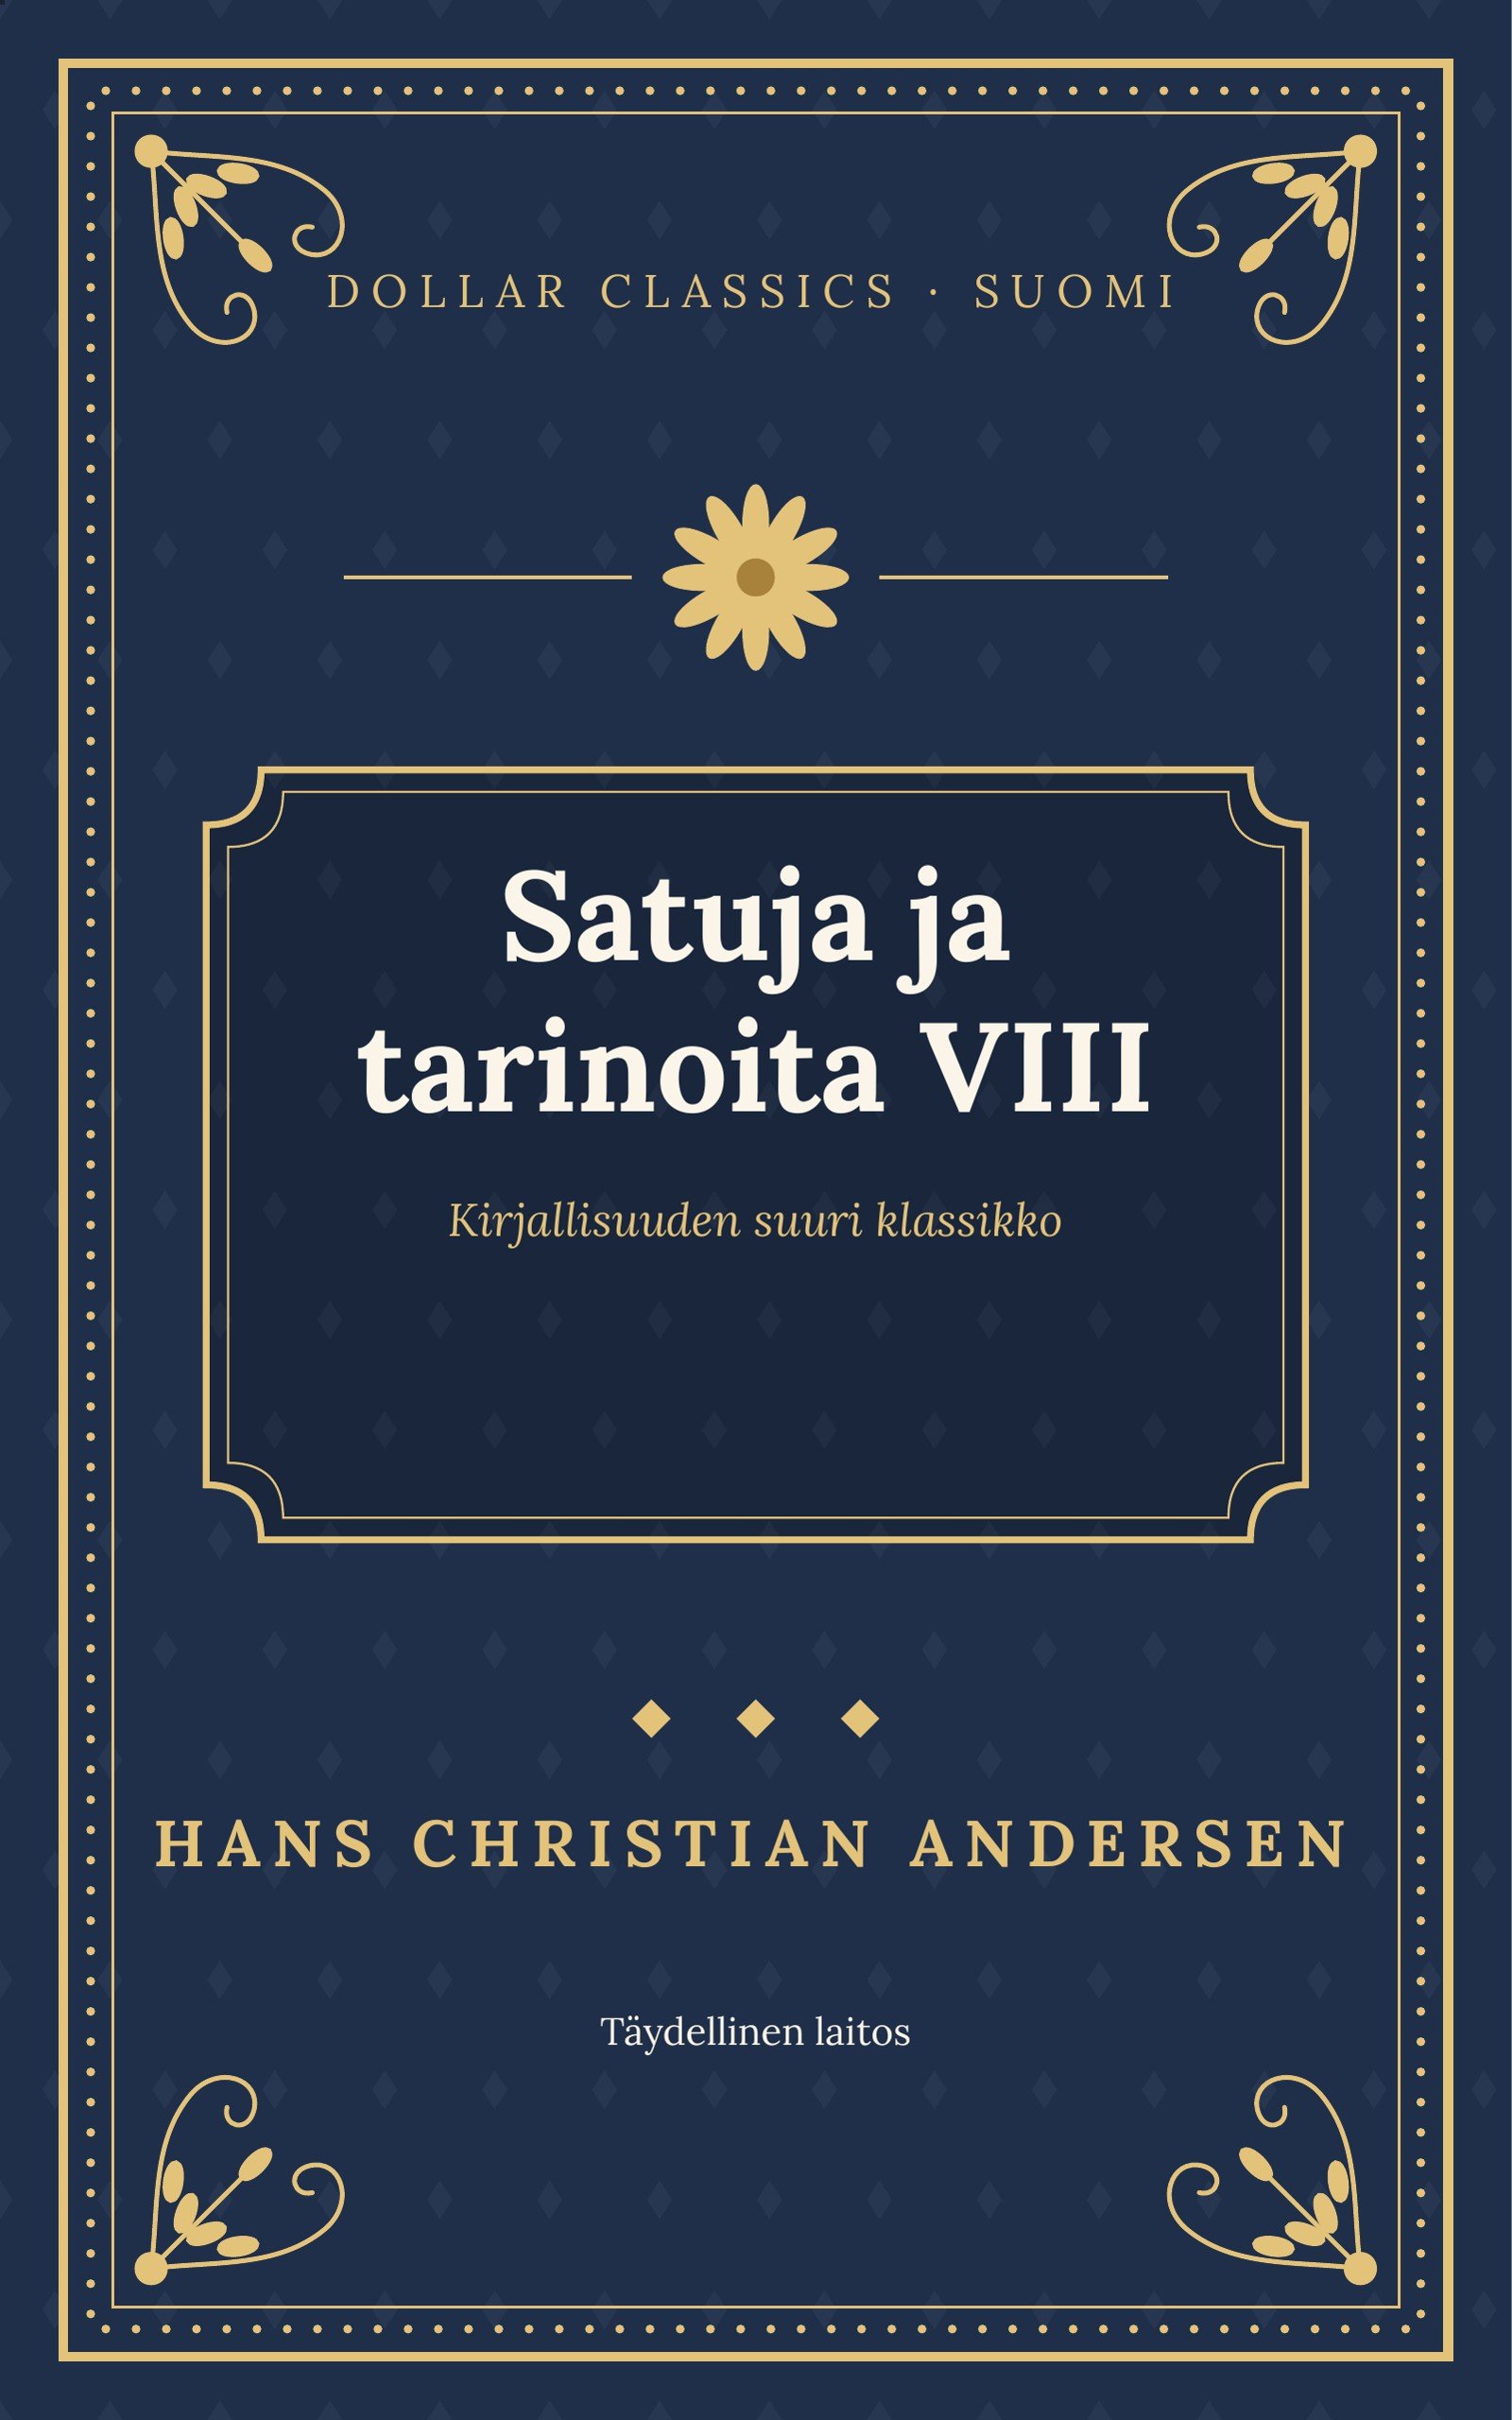 DOLLAR CLASSICS · SUOMI
Satuja ja
tarinoita VIII
Kirjallisuuden suuri klassikko
HANS CHRISTIAN ANDERSEN
Täydellinen laitos